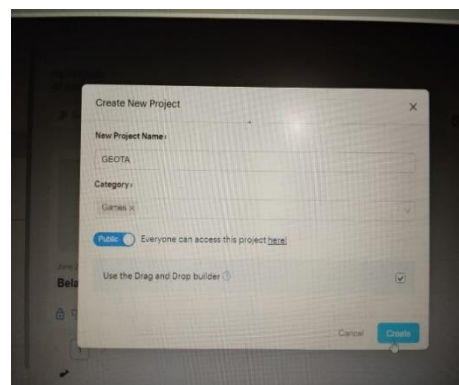 Create New Project
New Project Name:
GEOTA
Category:
Games ×
Public Everyone can access this project here!
Use the Drag and Drop builder
Cancel Create
Bela